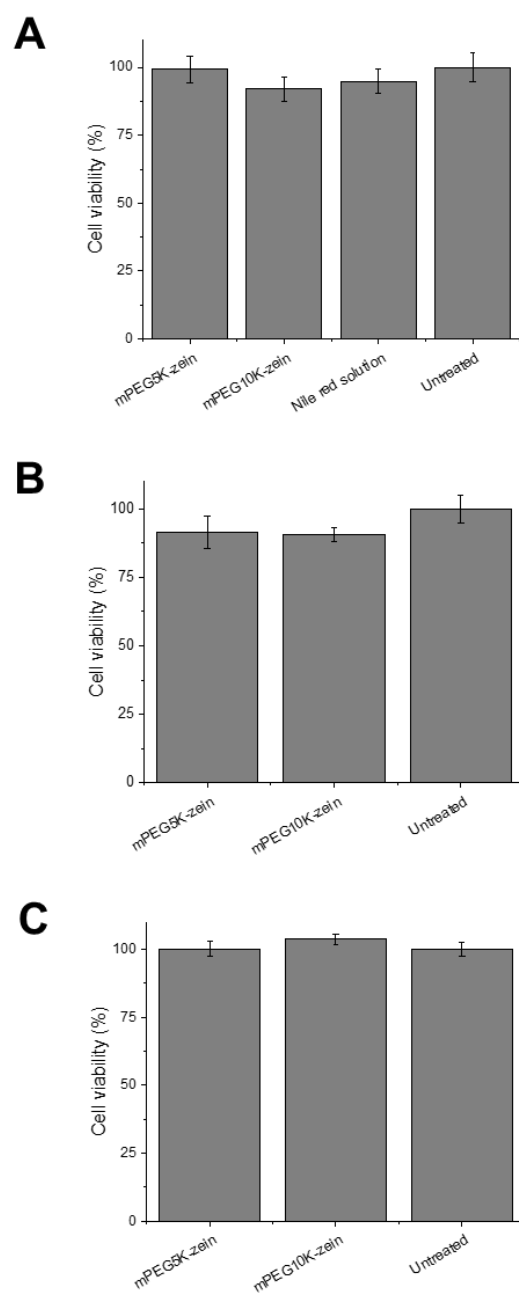 A
100
75
50
25
0
Cell viability (%)
mPEG5K-zein
mPEG10K-zein
Nile red solution
Untreated
B
100
75
50
25
0
Cell viability (%)
mPEG5K-zein
mPEG10K-zein
Untreated
C
100
75
50
25
0
Cell viability (%)
mPEG5K-zein
mPEG10K-zein
Untreated